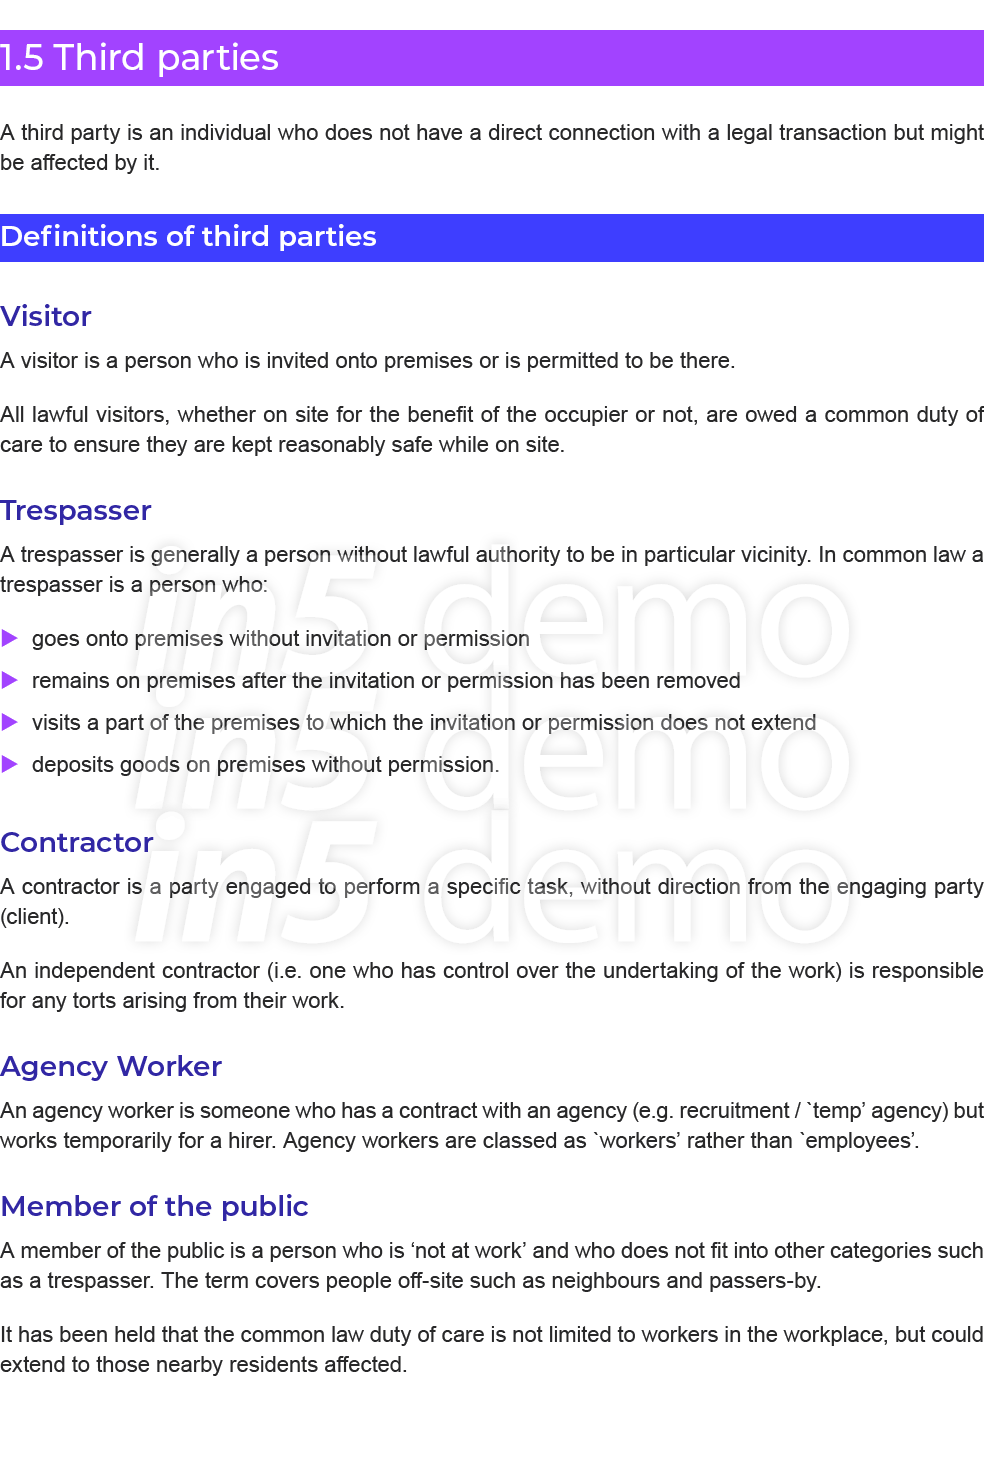 1.5 Third parties
A third party is an individual who does not have a direct connection with a legal transaction but might
be affected by it.
Definitions of third parties
Visitor
A visitor is a person who is invited onto premises or is permitted to be there.
All lawful visitors, whether on site for the benefit of the occupier or not, are owed a common duty of
care to ensure they are kept reasonably safe while on site.
Trespasser
A trespasser is generally a person without lawful authority to be in particular vicinity. In common law a
trespasser is a person who:
▶ goes onto premises without invitation or permission
▶ remains on premises after the invitation or permission has been removed
▶ visits a part of the premises to which the invitation or permission does not extend
▶ deposits goods on premises without permission.
in5 demo
in5 demo
in5 demo
Contractor
A contractor is a party engaged to perform a specific task, without direction from the engaging party
(client).
An independent contractor (i.e. one who has control over the undertaking of the work) is responsible
for any torts arising from their work.
Agency Worker
An agency worker is someone who has a contract with an agency (e.g. recruitment / `temp’ agency) but
works temporarily for a hirer. Agency workers are classed as `workers’ rather than `employees’.
Member of the public
A member of the public is a person who is ‘not at work’ and who does not fit into other categories such
as a trespasser. The term covers people off-site such as neighbours and passers-by.
It has been held that the common law duty of care is not limited to workers in the workplace, but could
extend to those nearby residents affected.